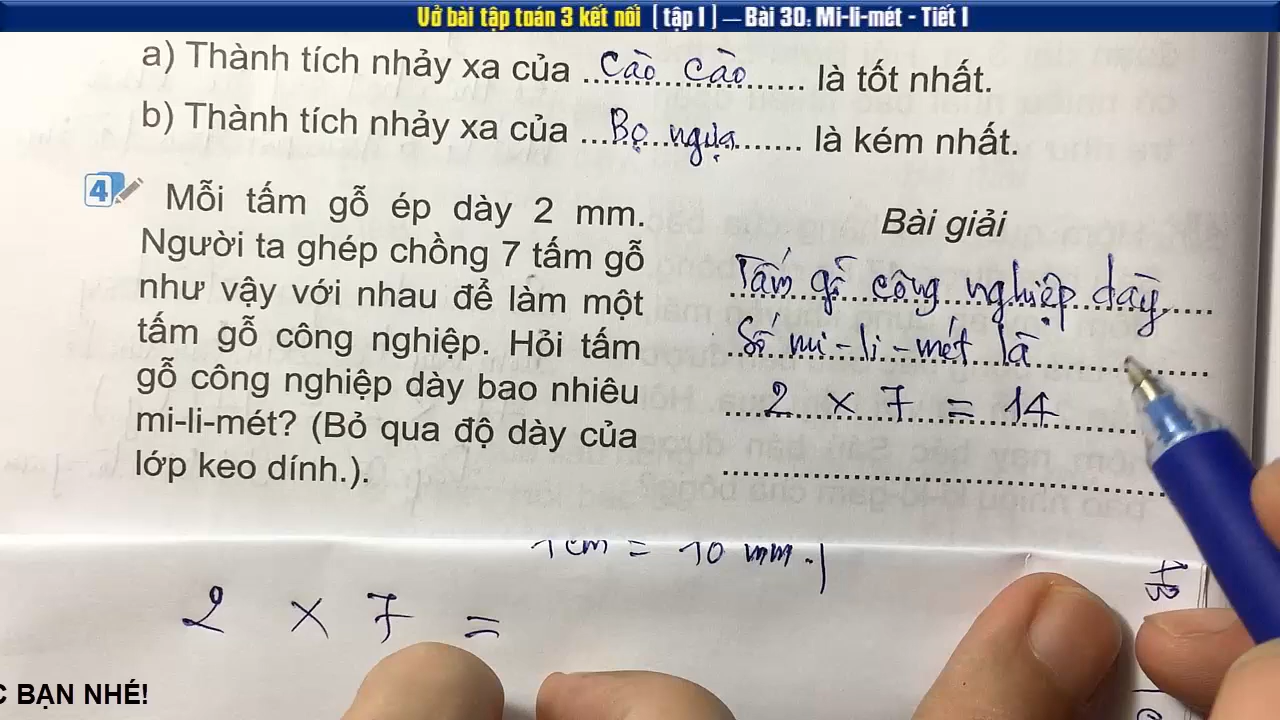 Vở bài tập toán 3 kết nối (tập 1) – Bài 30: Mi-li-mét - Tiết 1
a) Thành tích nhảy xa của Cào cào là tốt nhất.
b) Thành tích nhảy xa của Bọ ngựa là kém nhất.
4 Mỗi tấm gỗ ép dày 2 mm.
Người ta ghép chồng 7 tấm gỗ
như vậy với nhau để làm một
tấm gỗ công nghiệp. Hỏi tấm
gỗ công nghiệp dày bao nhiêu
mi-li-mét? (Bỏ qua độ dày của
lớp keo dính.).
Bài giải
Tấm gỗ công nghiệp dày
Số mi-li-mét là
2 x 7 = 14
1cm = 10 mm.
2 x 7 =
C BẠN NHÉ!